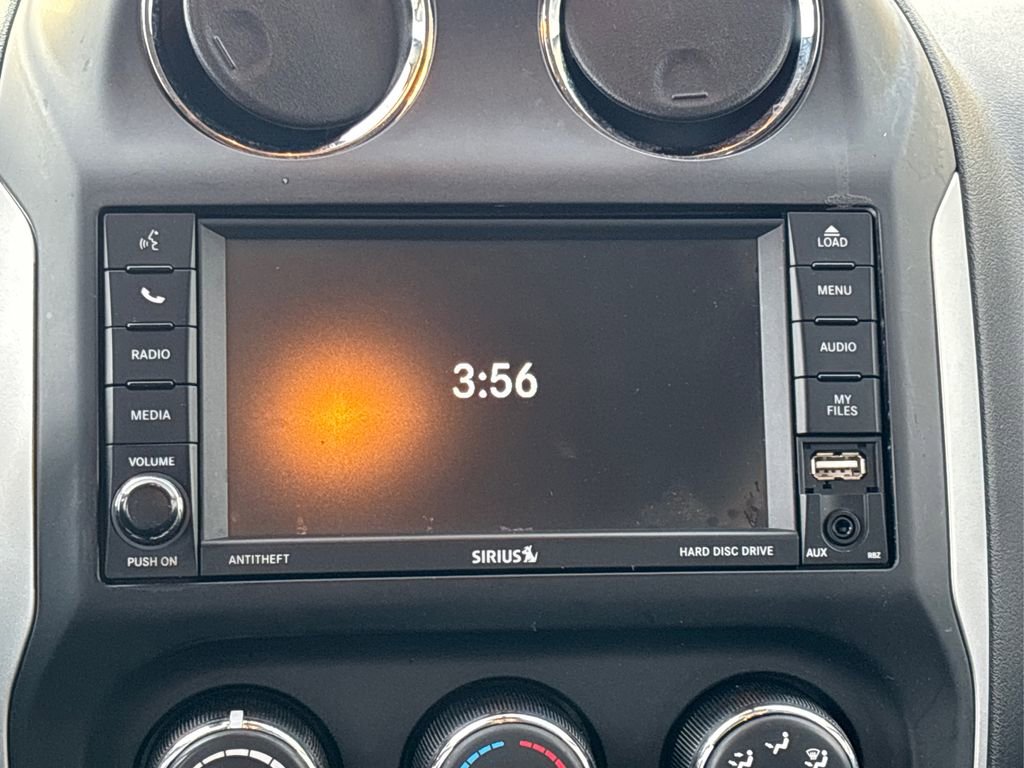 LOAD
MENU
RADIO
AUDIO
MEDIA
MY
FILES
3:56
VOLUME
PUSH ON
ANTITHEFT
SIRIUS
HARD DISC DRIVE
AUX
RBZ